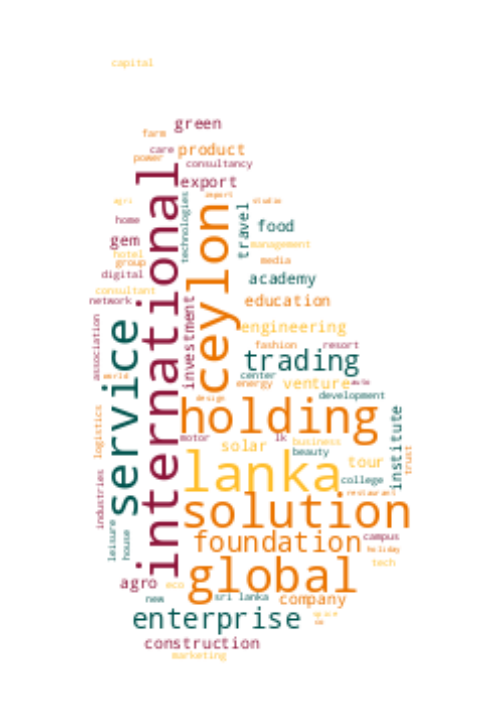 capital
green
farm
care
product
power
consultancy
export
import
agri
studio
international
technologies
ceylon
travel
home
food
gem
management
hotel
group
media
digital
academy
consultant
network
education
investment
service
association
engineering
fashion
resort
trading
center
world
energy
venture
auto
design
development
holding
logistics
motor
lk
business
institute
solar
beauty
trust
lanka
tour
college
industries
restaurant
solution
leisure
house
foundation
campus
holiday
global
tech
agro
eco
new
sri lanka
company
enterprise
spice
construction
marketing